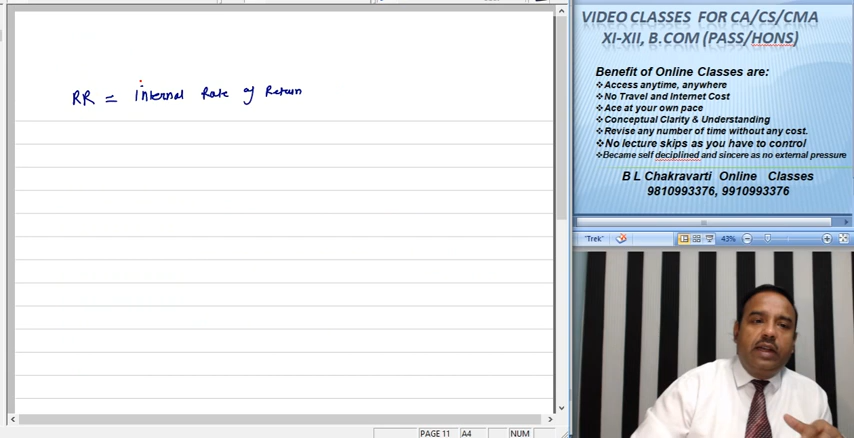 RR = internal Rate of Return
VIDEO CLASSES FOR CA/CS/CMA
XI-XII, B.COM (PASS/HONS)
Benefit of Online Classes are:
❖Access anytime, anywhere
❖No Travel and Internet Cost
❖Ace at your own pace
❖Conceptual Clarity & Understanding
❖Revise any number of time without any cost.
❖No lecture skips as you have to control
❖Became self deciplined and sincere as no external pressure
B L Chakravarti Online Classes
9810993376, 9910993376
"Trek" 43%
PAGE 11 A4 NUM